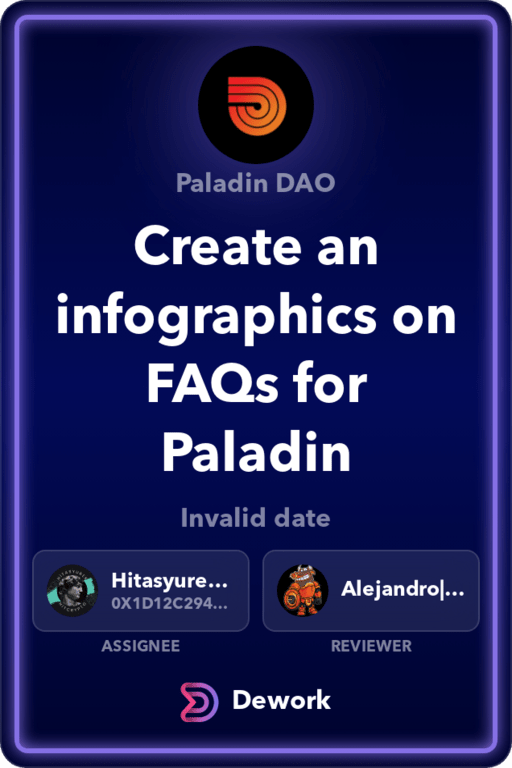 Paladin DAO
Create an
infographics on
FAQs for
Paladin
Invalid date
Hitasyure...
0X1D12C294...
ASSIGNEE
Alejandro|...
REVIEWER
Dework